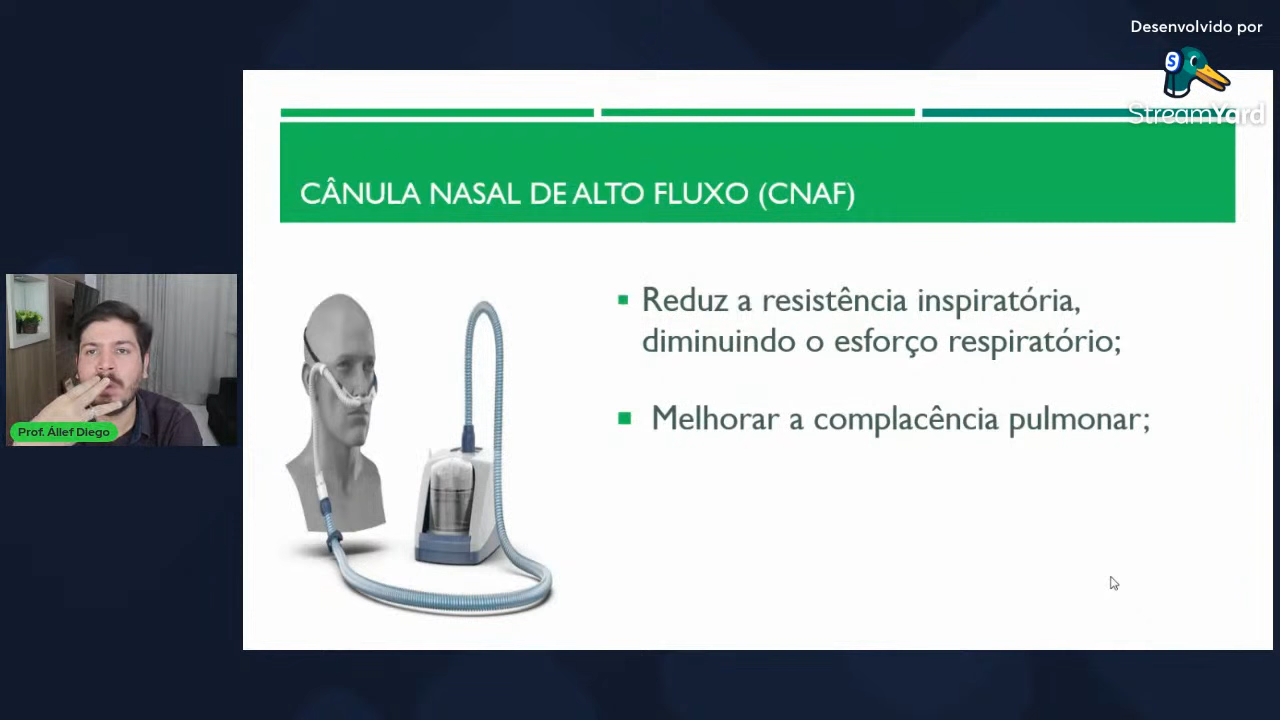 Desenvolvido por
StreamYard
CÂNULA NASAL DE ALTO FLUXO (CNAF)
Reduz a resistência inspiratória,
diminuindo o esforço respiratório;
Melhorar a complacência pulmonar;
Prof. Állef Diego